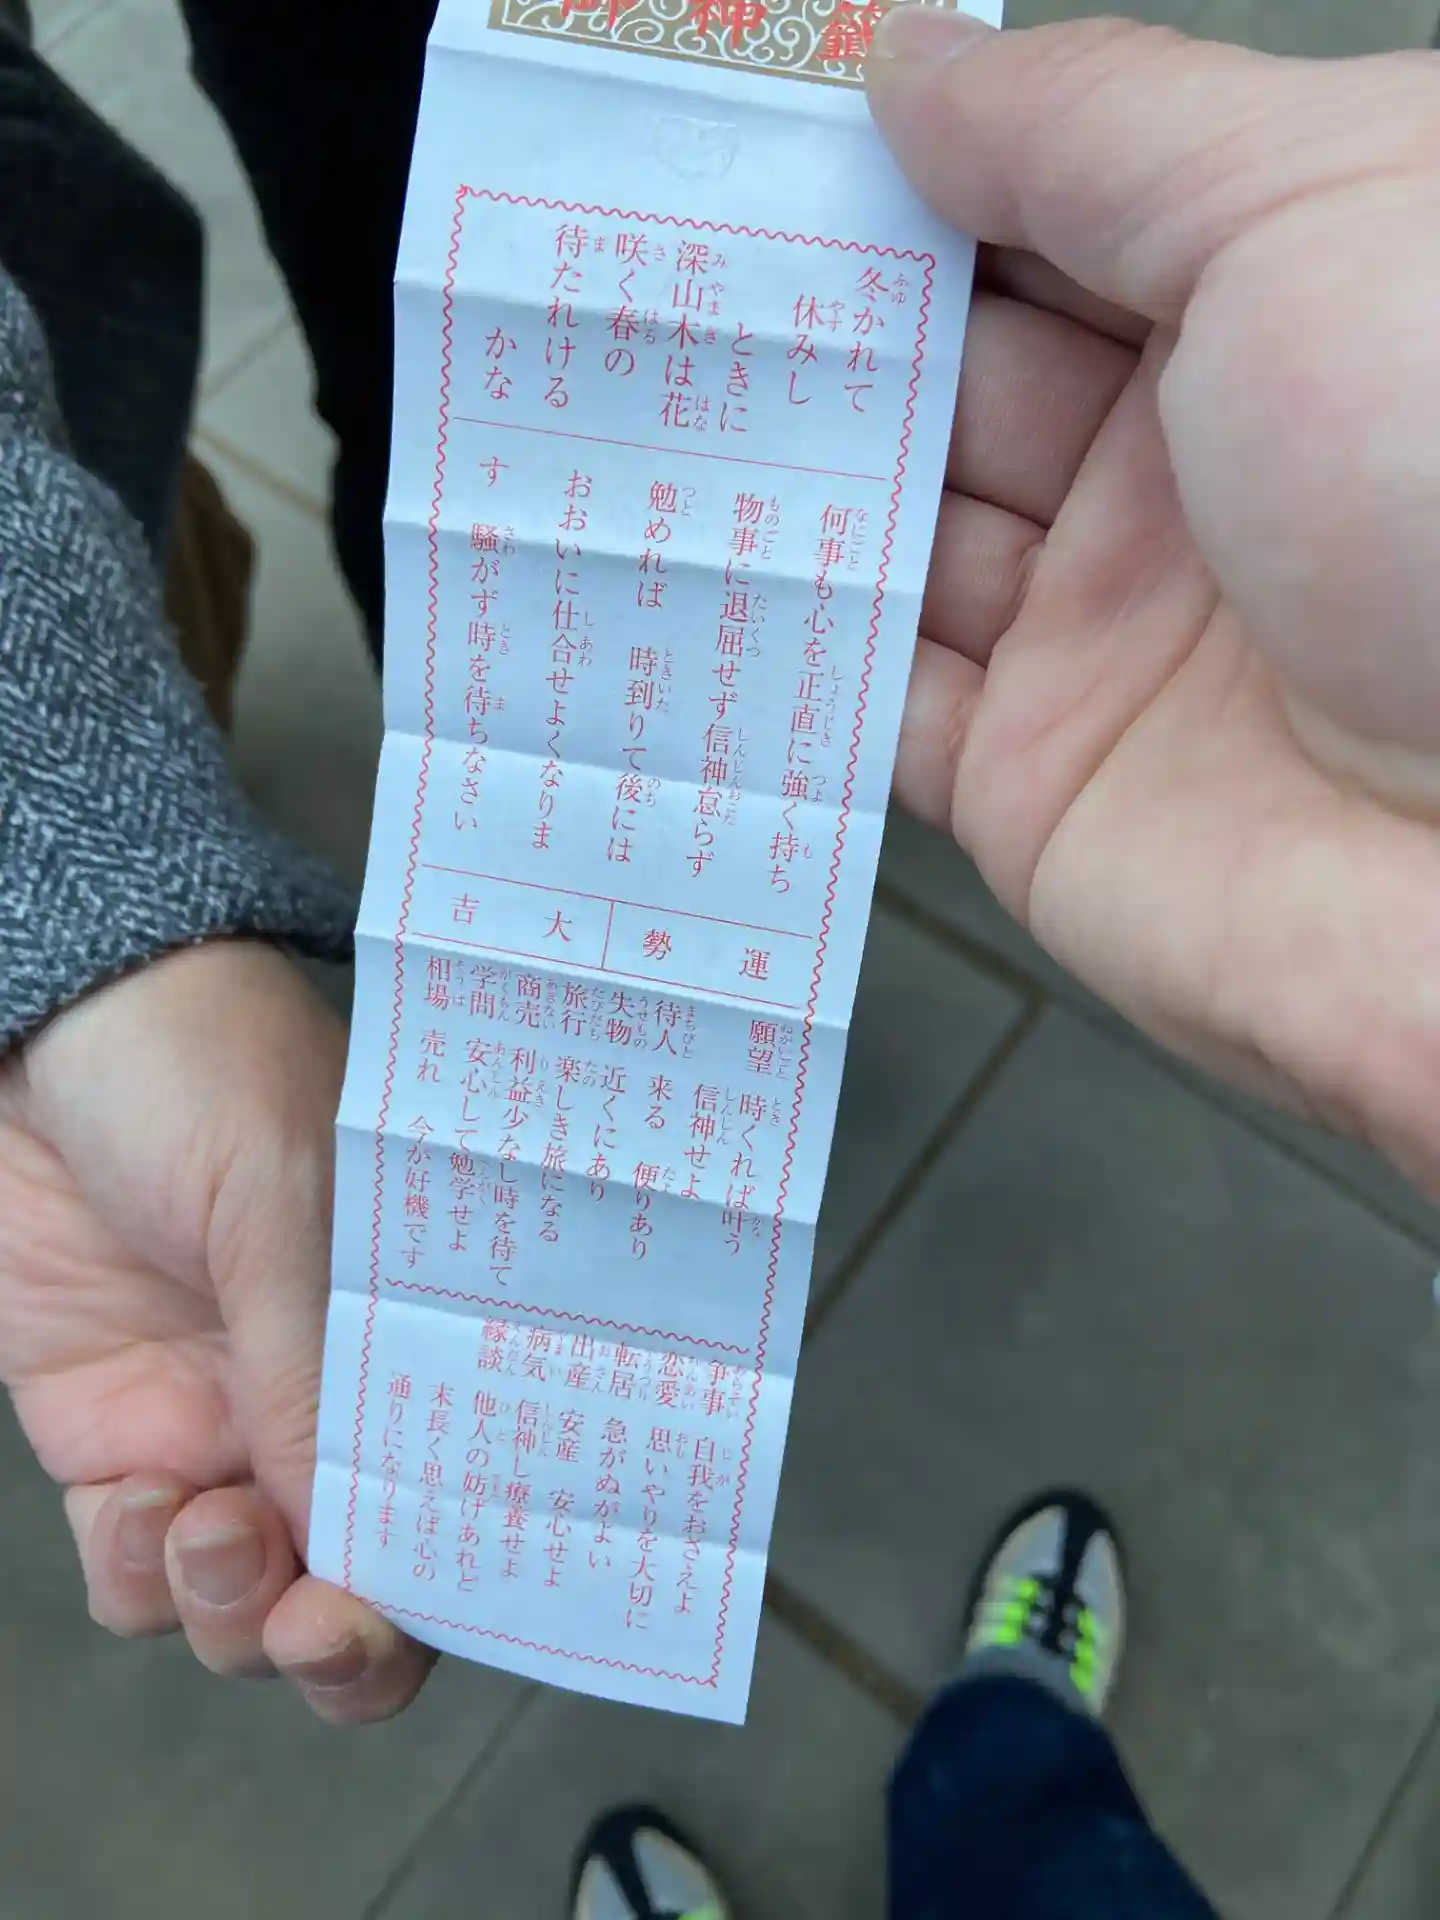 御神籤
冬かれて
休みし
ときに
深山木は花
咲く春の
待たれける
かな
何事も心を正直に強く持ち
物事に退屈せず信神怠らず
勉めれば 時到りて後には
おおいに仕合せよくなりま
す 騒がず時を待ちなさい
運勢
大吉
願望 時くれば叶う
信神せよ
待人 来る 便りあり
失物 近くにあり
旅行 楽しき旅になる
商売 利益少なし時を待て
学問 安心して勉学せよ
相場 売れ 今が好機です
争事 自我をおさえよ
恋愛 思いやりを大切に
転居 急がぬがよい
出産 安産 安心せよ
病気 信神し療養せよ
縁談 他人の妨げあれど
末長く思えば心の
通りになります